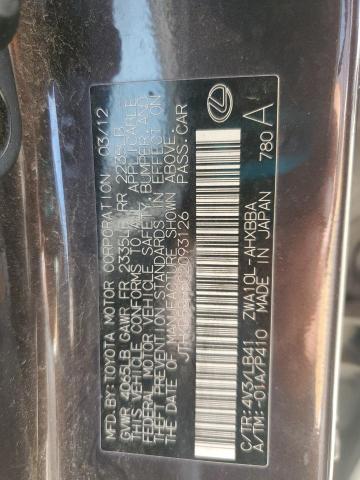 MFD.BY:TOYOTA MOTOR CORPORATION 03/12
GVWR 4065LB GAWR FR 2335LB RR 2235LB
THIS VEHICLE CONFORMS TO ALL APPLICABLE
FEDERAL MOTOR VEHICLE SAFETY, BUMPER, AND
THEFT PREVENTION STANDARDS IN EFFECT ON
THE DATE OF MANUFACTURE SHOWN ABOVE.
PASS.CAR
C/TR:4V3/LB41 ZWA10L-AHXBBA
A/TM:-01A/P410 MADE IN JAPAN 780 A